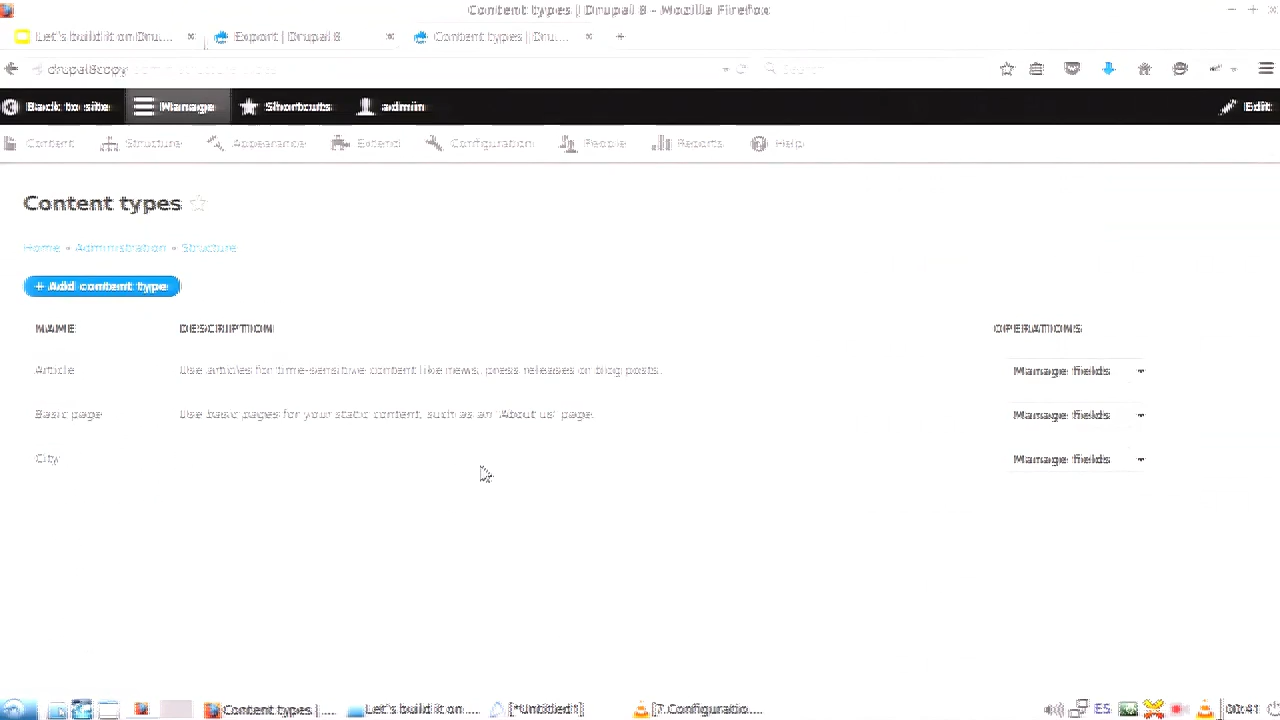 Content types | Drupal 8 - Mozilla Firefox
Let's build it on Dru...
Export | Drupal 8
Content types | Dru...
drupal8copy
Search
Back to site
Manage
Shortcuts
admin
Edit
Content
Structure
Appearance
Extend
Configuration
People
Reports
Help
Content types
Home » Administration » Structure
+ Add content type
NAME DESCRIPTION OPERATIONS
Article Use articles for time-sensitive content like news, press releases or blog posts. Manage fields
Basic page Use basic pages for your static content, such as an 'About us' page. Manage fields
City Manage fields
Content types | ....
Let's build it on ....
[*Untitled1]
[7.Configuratio....
ES
00:41